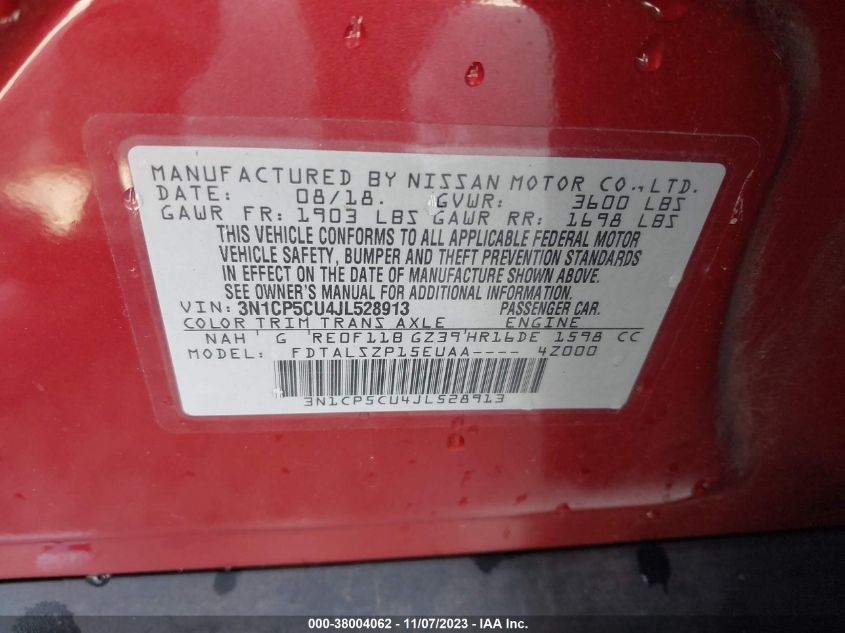 MANUFACTURED BY NISSAN MOTOR CO.,LTD.
DATE: 08/18. GVWR: 3600 LBS
GAWR FR: 1903 LBS GAWR RR: 1698 LBS
THIS VEHICLE CONFORMS TO ALL APPLICABLE FEDERAL MOTOR
VEHICLE SAFETY, BUMPER AND THEFT PREVENTION STANDARDS
IN EFFECT ON THE DATE OF MANUFACTURE SHOWN ABOVE.
SEE OWNER'S MANUAL FOR ADDITIONAL INFORMATION.
VIN: 3N1CP5CU4JL528913 PASSENGER CAR.
COLOR TRIM TRANS AXLE ENGINE
NAH ' G 'RE0F11B GZ39'HR16DE 1598 CC
MODEL: FDTALSZP15EUAA---- 4Z000
3N1CP5CU4JL528913
000-38004062 - 11/07/2023 - IAA Inc.